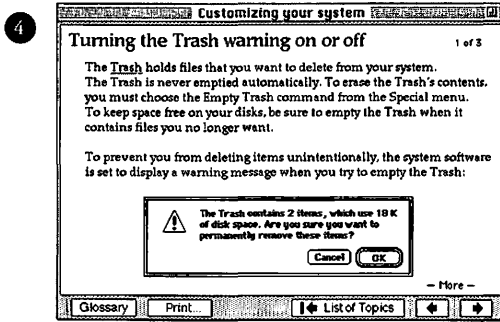 4
Customizing your system
Turning the Trash warning on or off
1 of 3
The Trash holds files that you want to delete from your system.
The Trash is never emptied automatically. To erase the Trash's contents,
you must choose the Empty Trash command from the Special menu.
To keep space free on your disks, be sure to empty the Trash when it
contains files you no longer want.
To prevent you from deleting items unintentionally, the system software
is set to display a warning message when you try to empty the Trash:
The Trash contains 2 items, which use 18 K
of disk space. Are you sure you want to
permanently remove these items?
Cancel OK
– More –
Glossary Print... List of Topics